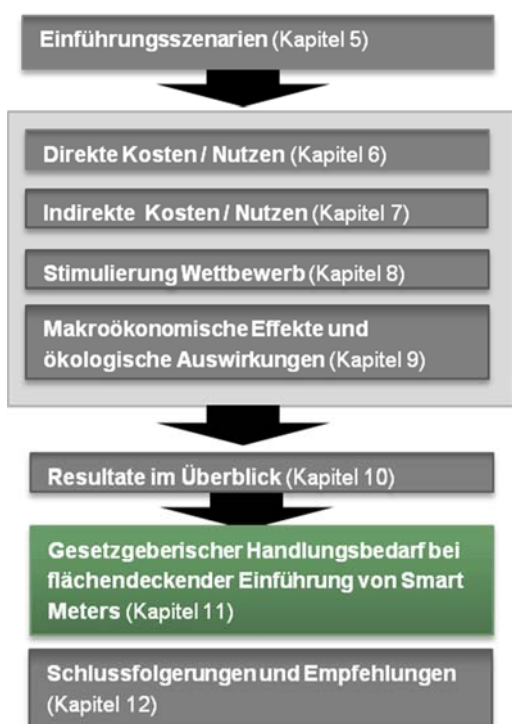 Einführungsszenarien (Kapitel 5)
Direkte Kosten / Nutzen (Kapitel 6)
Indirekte Kosten / Nutzen (Kapitel 7)
Stimulierung Wettbewerb (Kapitel 8)
Makroökonomische Effekte und
ökologische Auswirkungen (Kapitel 9)
Resultate im Überblick (Kapitel 10)
Gesetzgeberischer Handlungsbedarf bei
flächendeckender Einführung von Smart
Meters (Kapitel 11)
Schlussfolgerungen und Empfehlungen
(Kapitel 12)